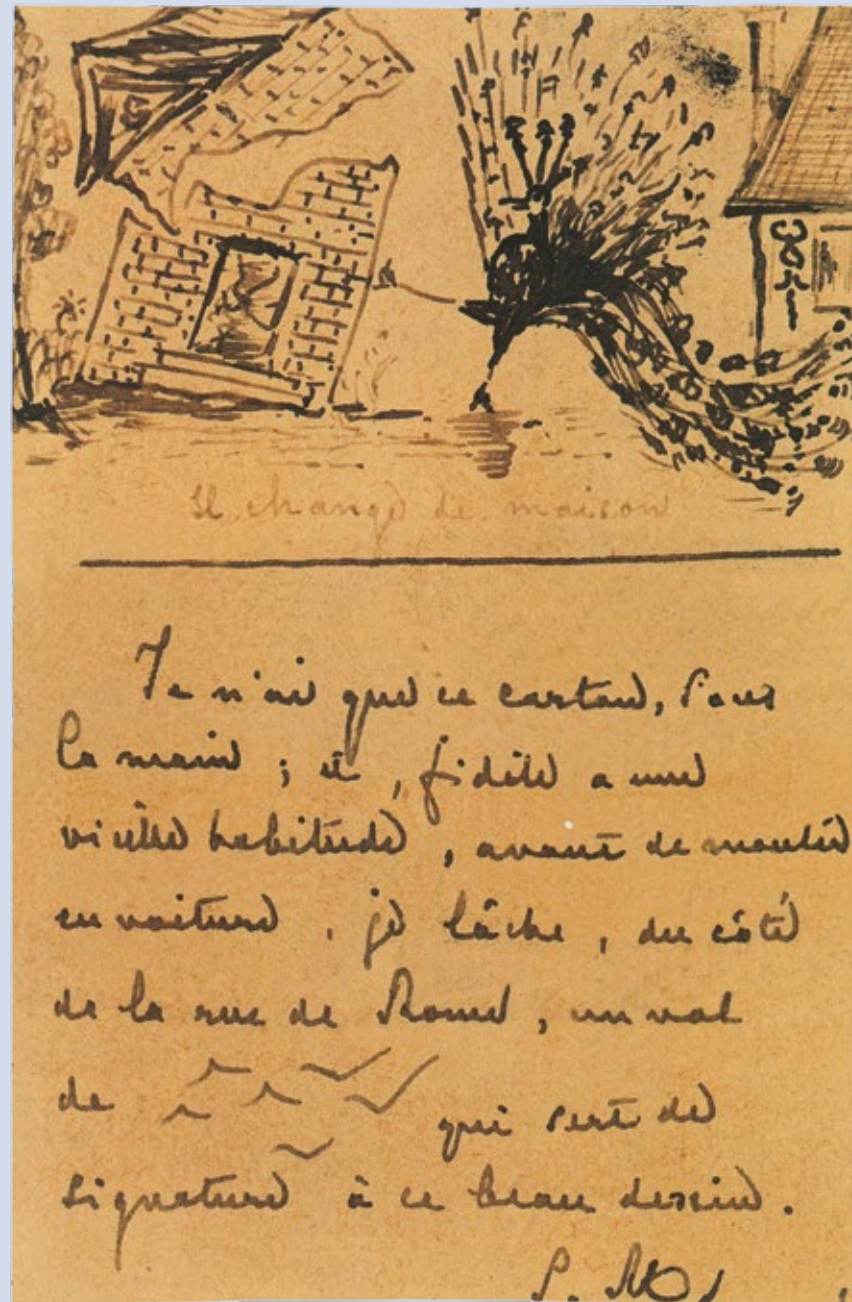 Il change de maison
Je n'ai que ce carton, sous
la main ; et, fidèle a une
vieille habitude, avant de monter
en voiture, je lâche, du côté
de la rue de Rome, un vol
de
qui sert de
signature à ce beau dessin.
S. M.